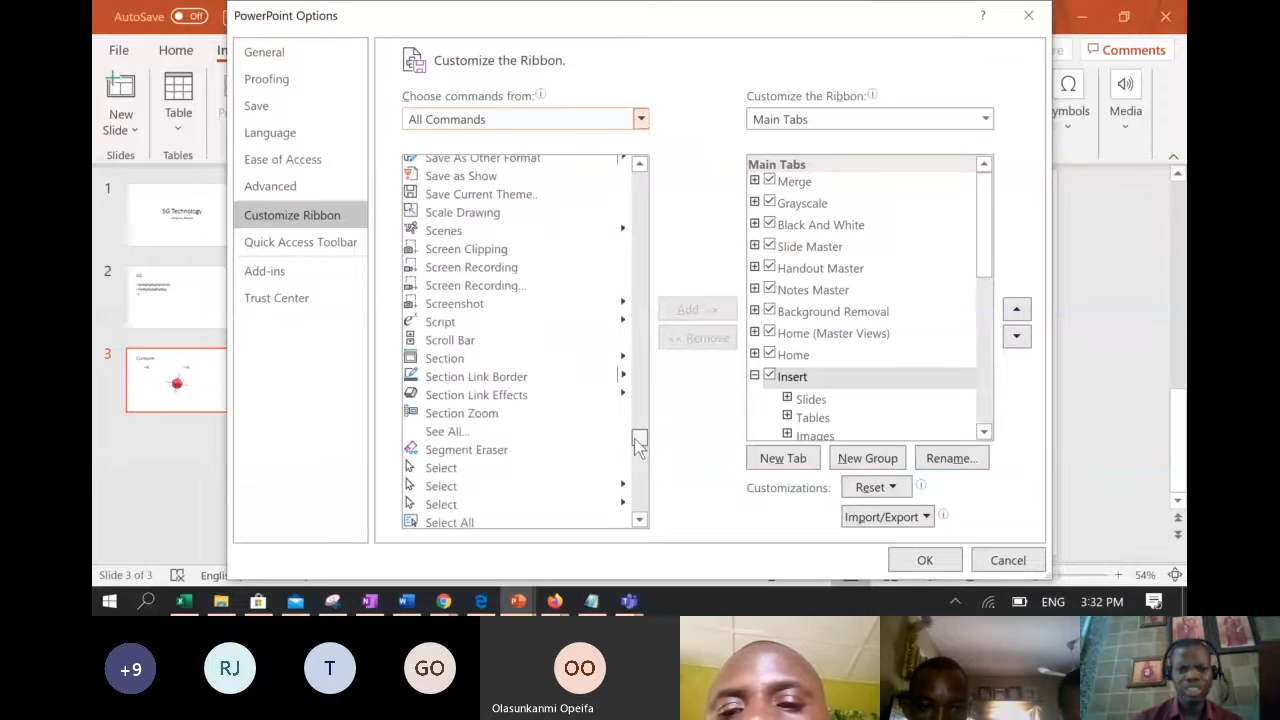 AutoSave Off
PowerPoint Options
?
File
Home
In
Comments
New
Slide
Slides
Table
Tables
ymbols
Media
General
Proofing
Save
Language
Ease of Access
Advanced
Customize Ribbon
Quick Access Toolbar
Add-ins
Trust Center
Customize the Ribbon.
Choose commands from:
All Commands
Save As Other Format
Save as Show
Save Current Theme..
Scale Drawing
Scenes
Screen Clipping
Screen Recording
Screen Recording...
Screenshot
Script
Scroll Bar
Section
Section Link Border
Section Link Effects
Section Zoom
See All...
Segment Eraser
Select
Select
Select
Select All
Add >>
<< Remove
Customize the Ribbon:
Main Tabs
Main Tabs
Merge
Grayscale
Black And White
Slide Master
Handout Master
Notes Master
Background Removal
Home (Master Views)
Home
Insert
Slides
Tables
Images
New Tab
New Group
Rename...
Customizations:
Reset
Import/Export
OK
Cancel
1
SG Technology
2
SG
3
Slide 3 of 3
Englis
54%
ENG
3:32 PM
+9
RJ
T
GO
OO
Olasunkanmi Opeifa